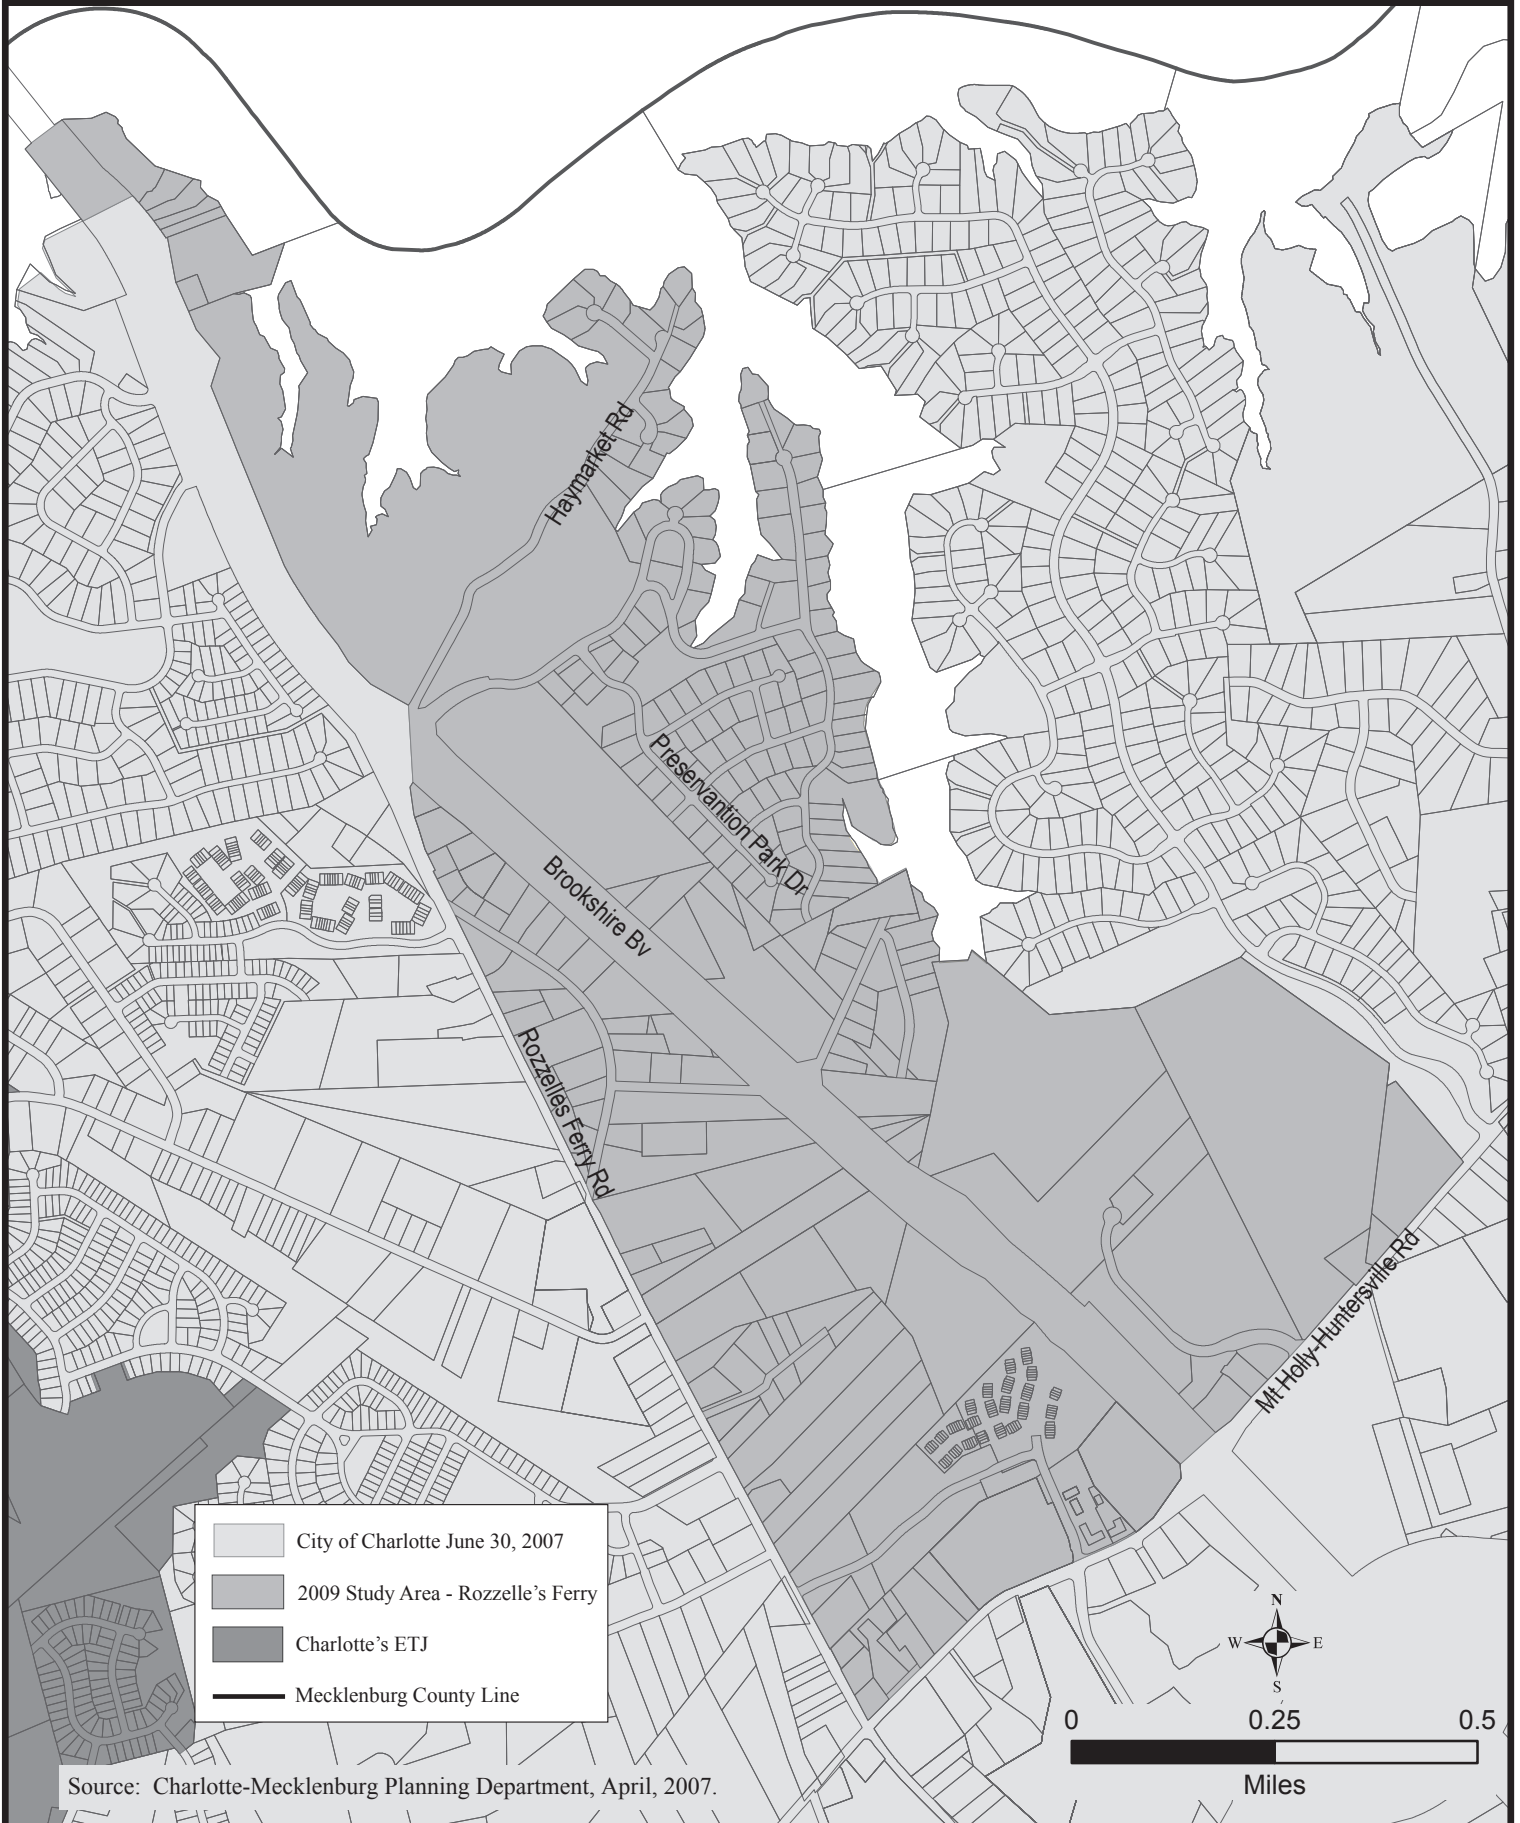 Haymarket Rd
Preservantion Park Dr
Brookshire Bv
Rozzelles Ferry Rd
Mt Holly-Huntersville Rd
City of Charlotte June 30, 2007
2009 Study Area - Rozzelle’s Ferry
Charlotte’s ETJ
Mecklenburg County Line
N
W E
S
0 0.25 0.5
Miles
Source: Charlotte-Mecklenburg Planning Department, April, 2007.